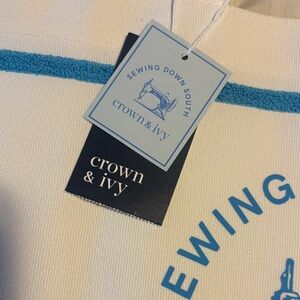 SEWING DOWN SOUTH
crown & ivy
crown
& ivy
EWING